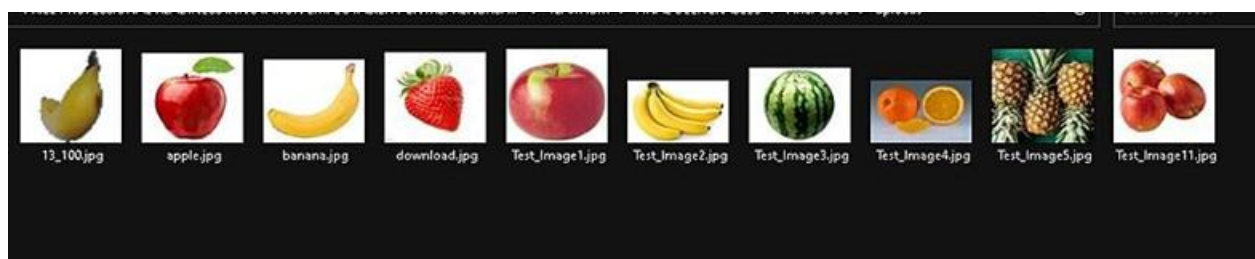 13_100.jpg
apple.jpg
banana.jpg
download.jpg
Test_Image1.jpg
Test_Image2.jpg
Test_Image3.jpg
Test_Image4.jpg
Test_Image5.jpg
Test_Image11.jpg